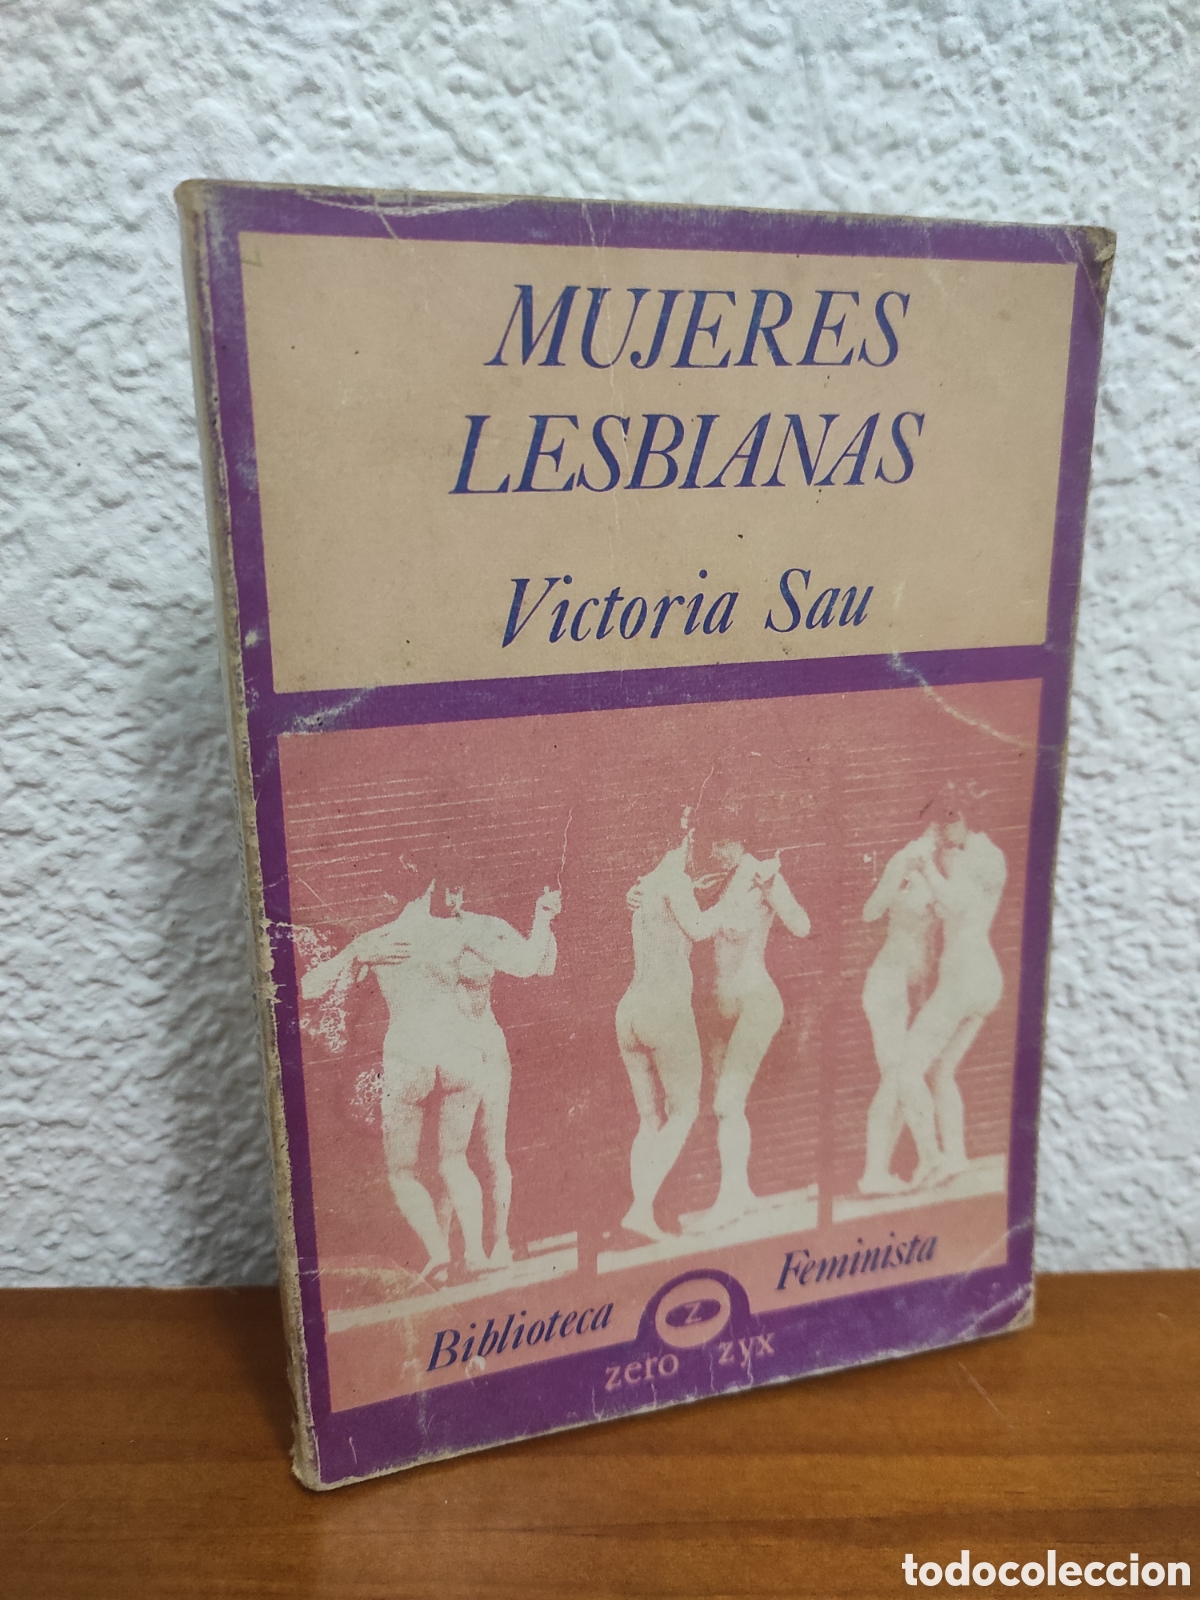 MUJERES
LESBIANAS
Victoria Sau
Biblioteca Feminista
Z
zero zyx
todocoleccion